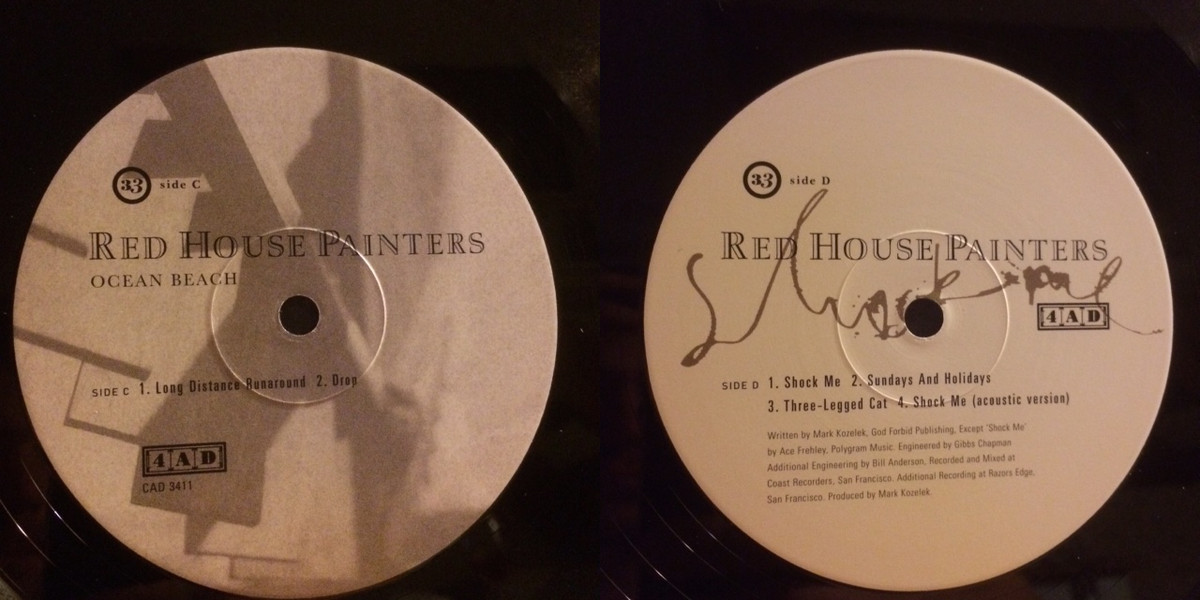 33 side C
RED HOUSE PAINTERS
OCEAN BEACH
SIDE C 1. Long Distance Runaround 2. Drop
4AD
CAD 3411
33 side D
RED HOUSE PAINTERS
shock me
4AD
SIDE D 1. Shock Me 2. Sundays And Holidays
3. Three-Legged Cat 4. Shock Me (acoustic version)
Written by Mark Kozelek, God Forbid Publishing, Except 'Shock Me'
by Ace Frehley, Polygram Music. Engineered by Gibbs Chapman
Additional Engineering by Bill Anderson, Recorded and Mixed at
Coast Recorders, San Francisco. Additional Recording at Razors Edge,
San Francisco. Produced by Mark Kozelek.